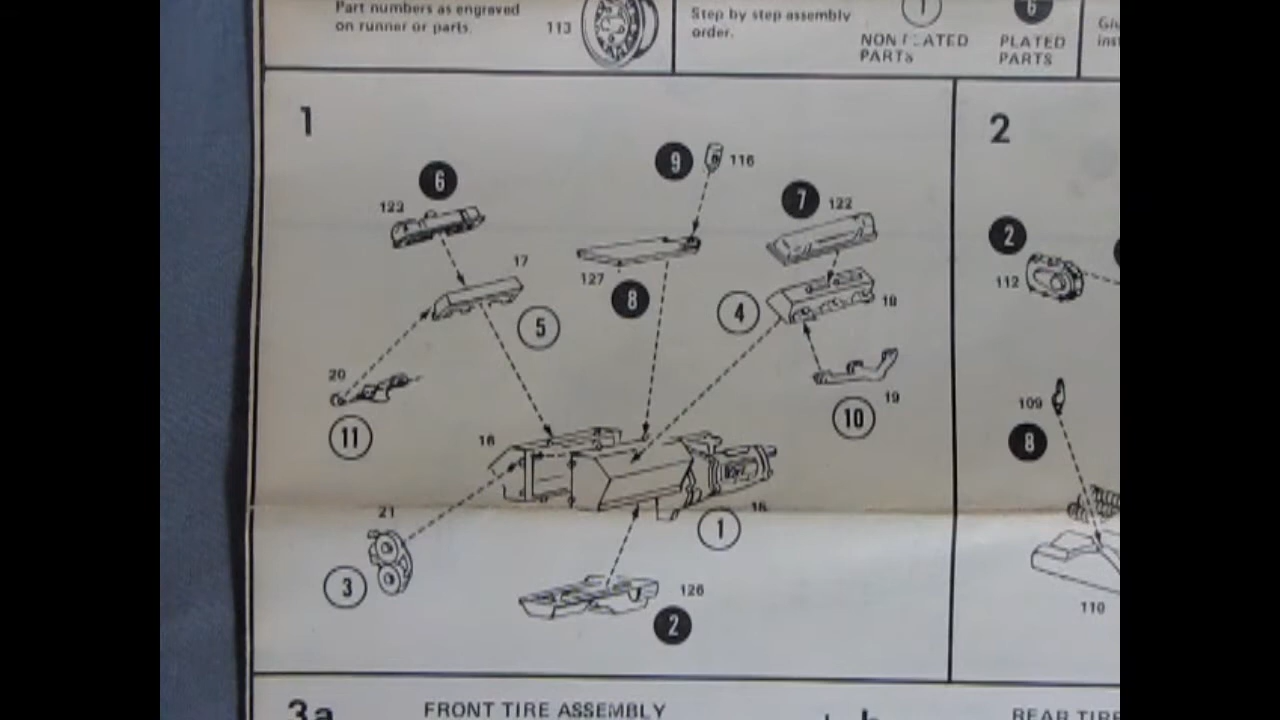 Part numbers as engraved
on runner or parts.
113
Step by step assembly
order.
1
6
NON PLATED
PARTS
PLATED
PARTS
1
9
116
6
123
7
122
17
127
8
5
4
18
20
11
19
10
16
21
1
3
126
2
2
2
112
109
8
110
3a
FRONT TIRE ASSEMBLY
REAR TIRE